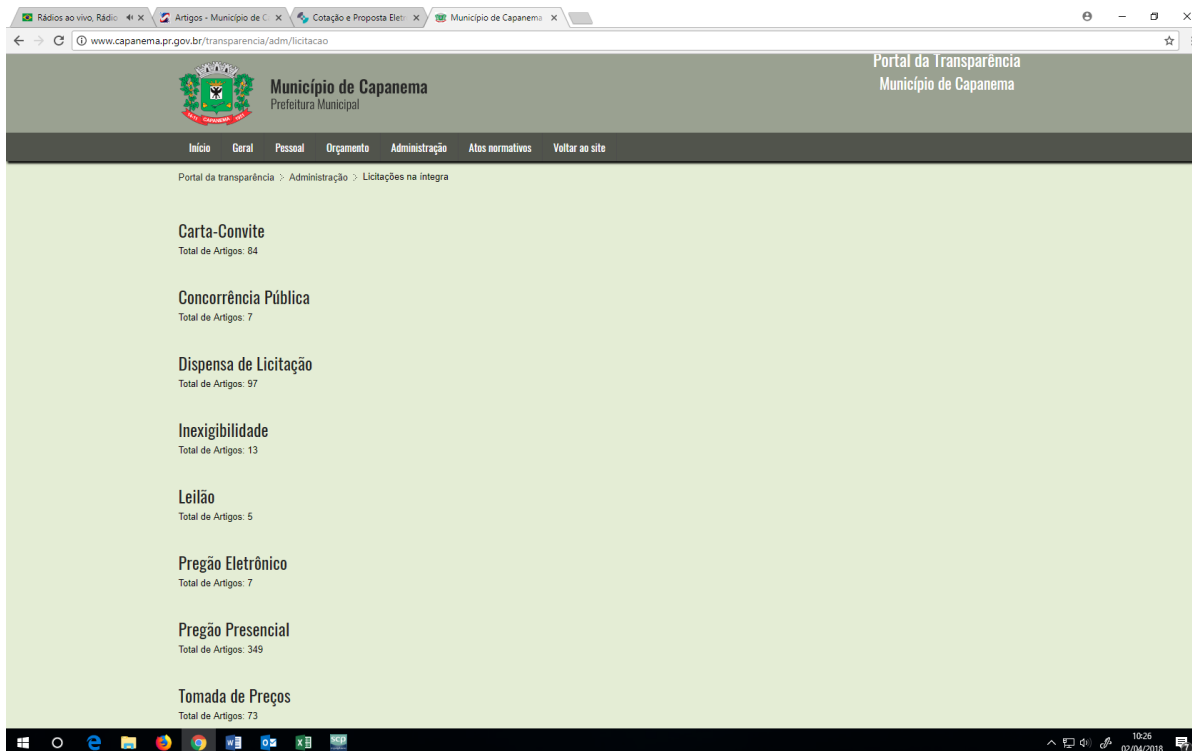 Rádios ao vivo, Rádio
Artigos - Município de C
Cotação e Proposta Eletr
Município de Capanema
www.capanema.pr.gov.br/transparencia/adm/licitacao
Portal da Transparência
Município de Capanema
CAPANEMA
Município de Capanema
Prefeitura Municipal
Início Geral Pessoal Orçamento Administração Atos normativos Voltar ao site
Portal da transparência > Administração > Licitações na íntegra
Carta-Convite
Total de Artigos: 84
Concorrência Pública
Total de Artigos: 7
Dispensa de Licitação
Total de Artigos: 97
Inexigibilidade
Total de Artigos: 13
Leilão
Total de Artigos: 5
Pregão Eletrônico
Total de Artigos: 7
Pregão Presencial
Total de Artigos: 349
Tomada de Preços
Total de Artigos: 73
scp
10:26
02/04/2018